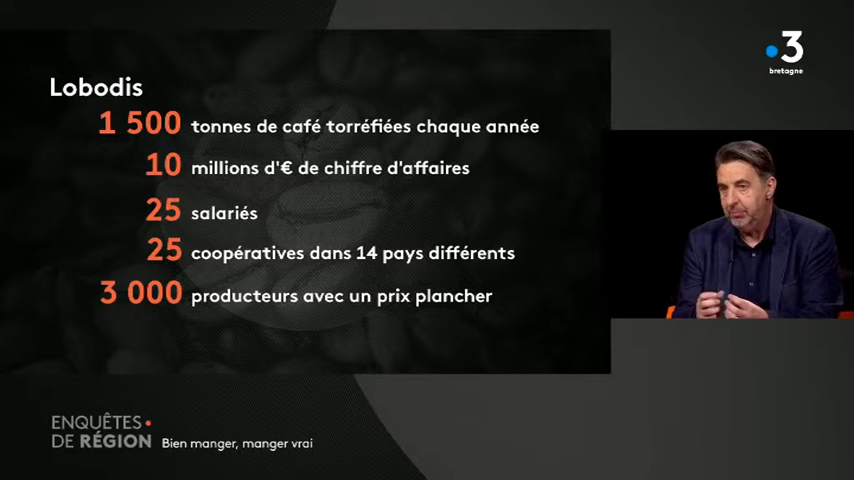 Lobodis
1 500 tonnes de café torréfiées chaque année
10 millions d'€ de chiffre d'affaires
25 salariés
25 coopératives dans 14 pays différents
3 000 producteurs avec un prix plancher
3
bretagne
ENQUÊTES
DE RÉGION Bien manger, manger vrai